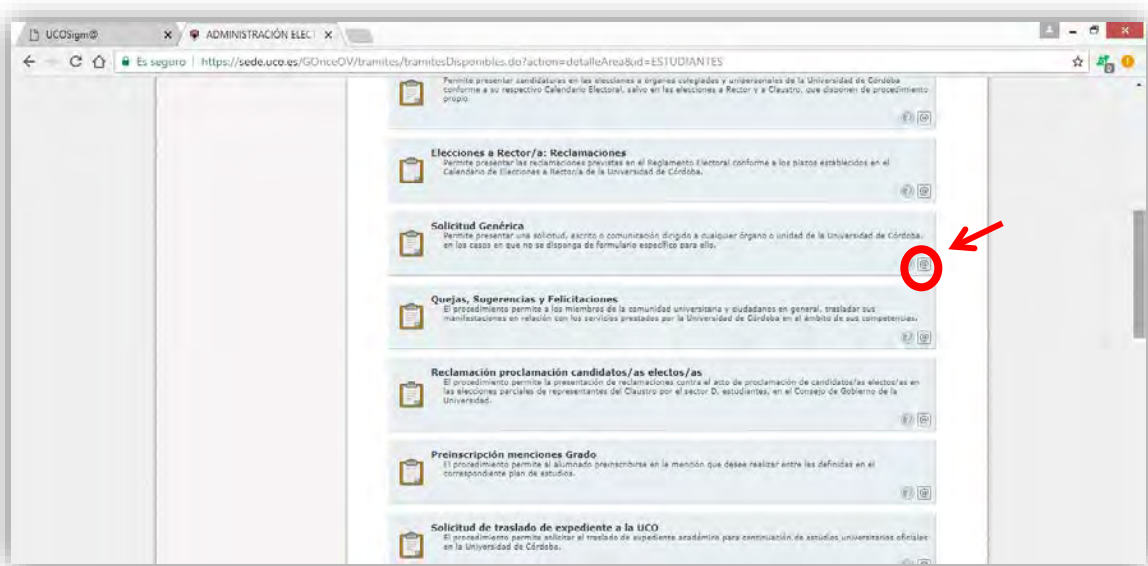 UCOSigm@
ADMINISTRACIÓN ELECT
Es seguro | https://sede.uco.es/GOnceOV/tramites/tramitesDisponibles.do?action=detalleArea&id=ESTUDIANTES
Permite presentar candidaturas en las elecciones a órganos colegiados y unipersonales de la Universidad de Córdoba
conforme a su respectivo Calendario Electoral, salvo en las elecciones a Rector y a Claustro, que disponen de procedimiento
propio.
Elecciones a Rector/a: Reclamaciones
Permite presentar las reclamaciones previstas en el Reglamento Electoral conforme a los plazos establecidos en el
Calendario de Elecciones a Rector/a de la Universidad de Córdoba.
Solicitud Genérica
Permite presentar una solicitud, escrito o comunicación dirigido a cualquier órgano o unidad de la Universidad de Córdoba,
en los casos en que no se disponga de formulario específico para ello.
@
Quejas, Sugerencias y Felicitaciones
El procedimiento permite a los miembros de la comunidad universitaria y ciudadanos en general, trasladar sus
manifestaciones en relación con los servicios prestados por la Universidad de Córdoba en el ámbito de sus competencias.
Reclamación proclamación candidatos/as electos/as
El procedimiento permite la presentación de reclamaciones contra el acto de proclamación de candidatos/as electos/as en
las elecciones parciales de representantes del Claustro por el sector D, estudiantes, en el Consejo de Gobierno de la
Universidad.
Preinscripción menciones Grado
El procedimiento permite al alumnado preinscribirse en la mención que desee realizar entre las definidas en el
correspondiente plan de estudios.
Solicitud de traslado de expediente a la UCO
El procedimiento permite solicitar el traslado de expediente académico para continuación de estudios universitarios oficiales
en la Universidad de Córdoba.